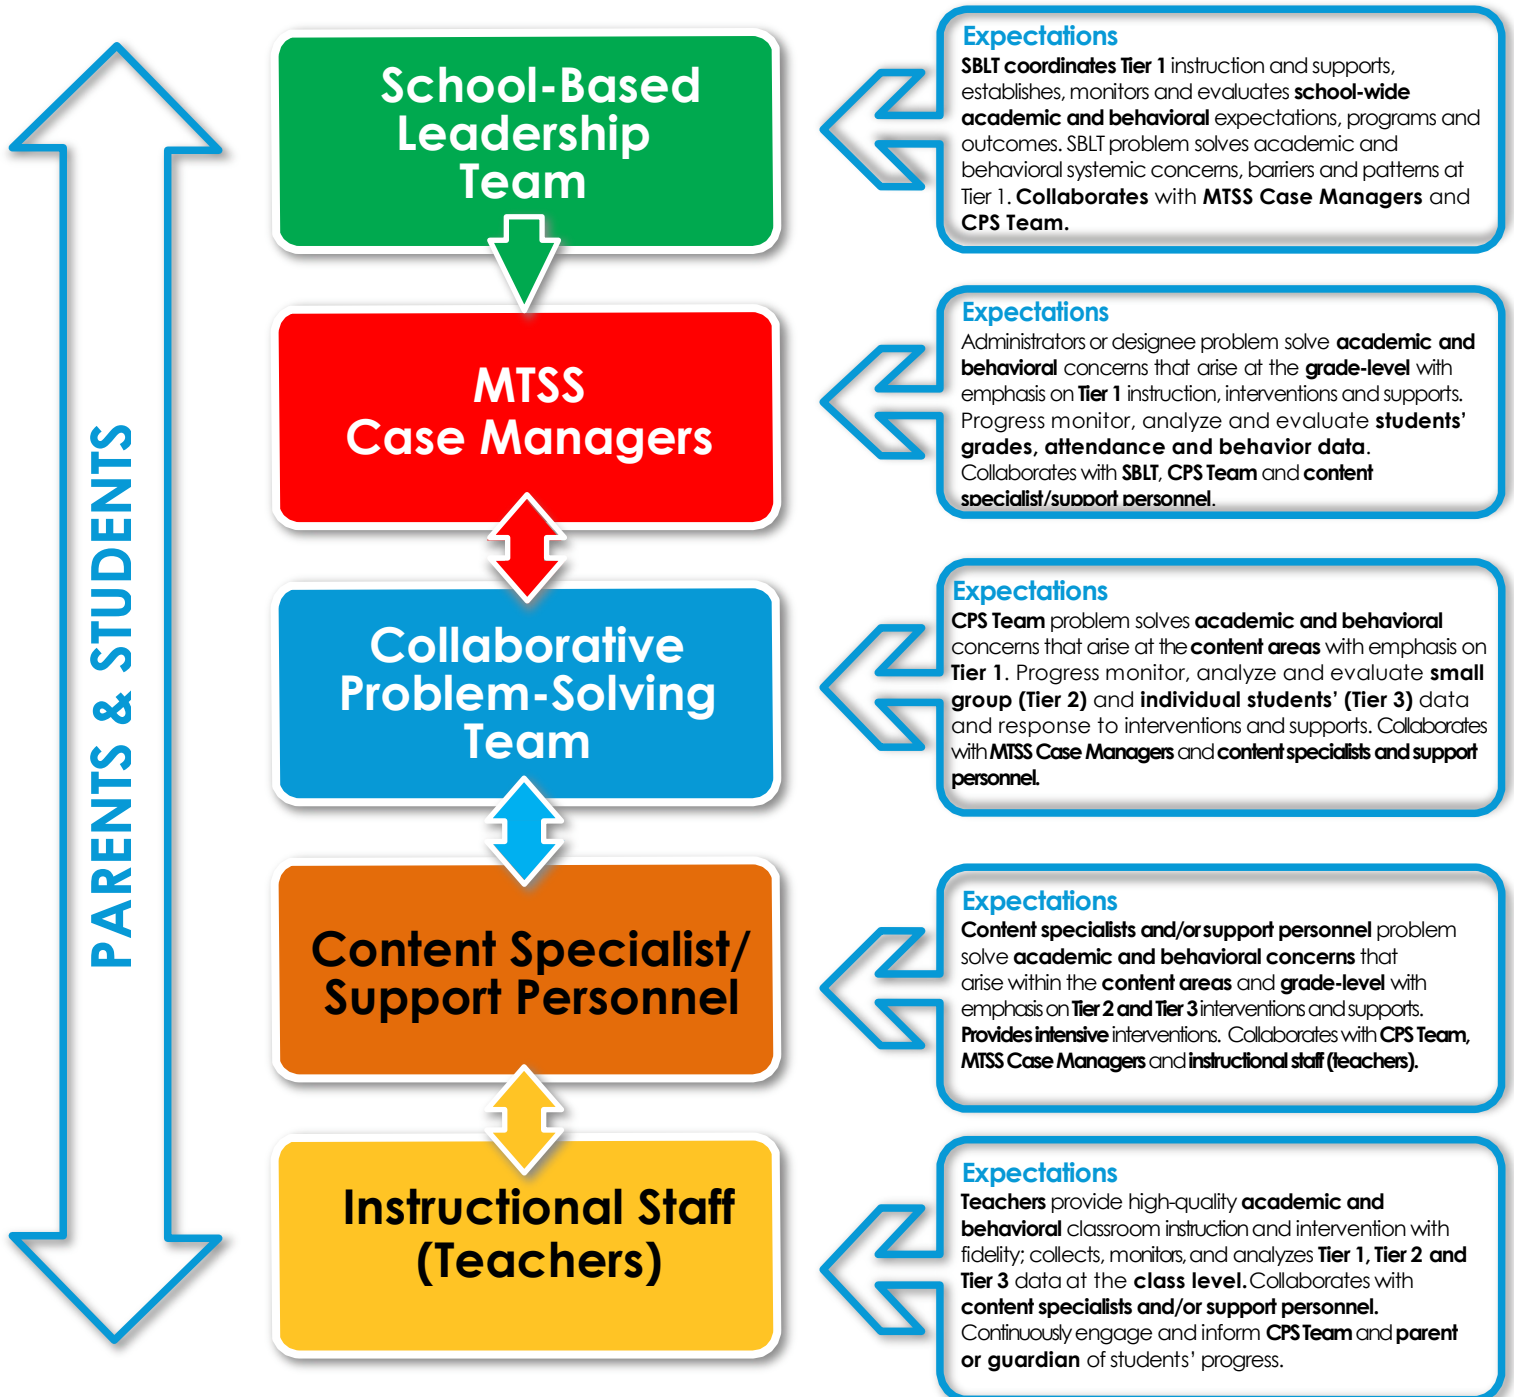 PARENTS & STUDENTS
School-Based
Leadership
Team
Expectations
SBLT coordinates Tier 1 instruction and supports,
establishes, monitors and evaluates school-wide
academic and behavioral expectations, programs and
outcomes. SBLT problem solves academic and
behavioral systemic concerns, barriers and patterns at
Tier 1. Collaborates with MTSS Case Managers and
CPS Team.
MTSS
Case Managers
Expectations
Administrators or designee problem solve academic and
behavioral concerns that arise at the grade-level with
emphasis on Tier 1 instruction, interventions and supports.
Progress monitor, analyze and evaluate students'
grades, attendance and behavior data.
Collaborates with SBLT, CPS Team and content
specialist/support personnel.
Collaborative
Problem-Solving
Team
Expectations
CPS Team problem solves academic and behavioral
concerns that arise at the content areas with emphasis on
Tier 1. Progress monitor, analyze and evaluate small
group (Tier 2) and individual students' (Tier 3) data
and response to interventions and supports. Collaborates
with MTSS Case Managers and content specialists and support
personnel.
Content Specialist/
Support Personnel
Expectations
Content specialists and/or support personnel problem
solve academic and behavioral concerns that
arise within the content areas and grade-level with
emphasis on Tier 2 and Tier 3 interventions and supports.
Provides intensive interventions. Collaborates with CPS Team,
MTSS Case Managers and instructional staff (teachers).
Instructional Staff
(Teachers)
Expectations
Teachers provide high-quality academic and
behavioral classroom instruction and intervention with
fidelity; collects, monitors, and analyzes Tier 1, Tier 2 and
Tier 3 data at the class level. Collaborates with
content specialists and/or support personnel.
Continuously engage and inform CPS Team and parent
or guardian of students' progress.